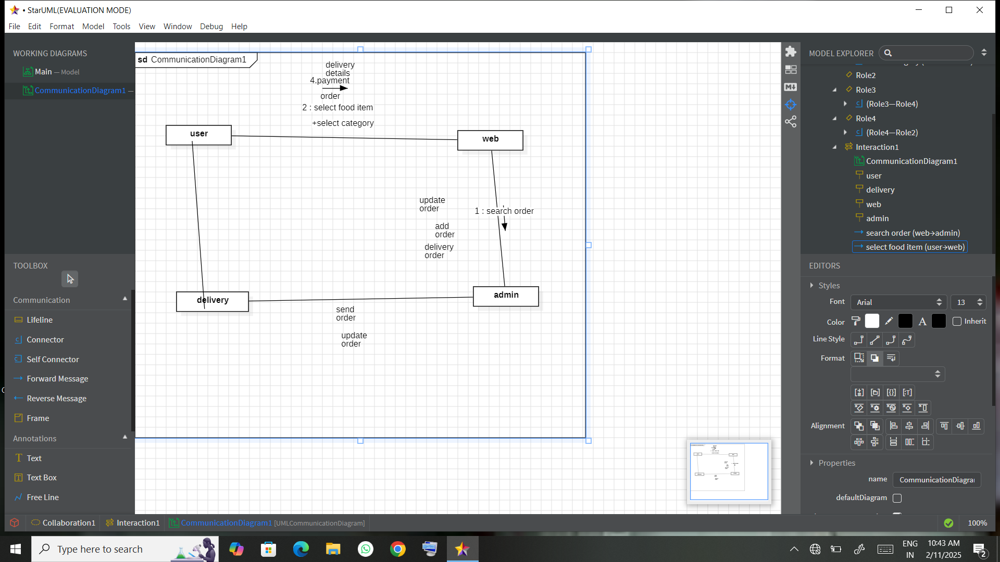 • StarUML(EVALUATION MODE)
File Edit Format Model Tools View Window Debug Help
WORKING DIAGRAMS
Main — Model
CommunicationDiagram1 —
TOOLBOX
Communication
Lifeline
Connector
Self Connector
Forward Message
Reverse Message
Frame
Annotations
Text
Text Box
Free Line
sd CommunicationDiagram1
delivery
details
4.payment
order
2 : select food item
+select category
user
web
update
order
1 : search order
add
order
delivery
order
delivery
admin
send
order
update
order
MODEL EXPLORER
Role2
Role3
(Role3—Role4)
Role4
(Role4—Role2)
Interaction1
CommunicationDiagram1
user
delivery
web
admin
search order (web→admin)
select food item (user→web)
EDITORS
Styles
Font Arial 13
Color A Inherit
Line Style
Format
Alignment
Properties
name CommunicationDiagra
defaultDiagram
Collaboration1 Interaction1 CommunicationDiagram1 [UMLCommunicationDiagram]
100%
Type here to search
ENG
IN
10:43 AM
2/11/2025
2